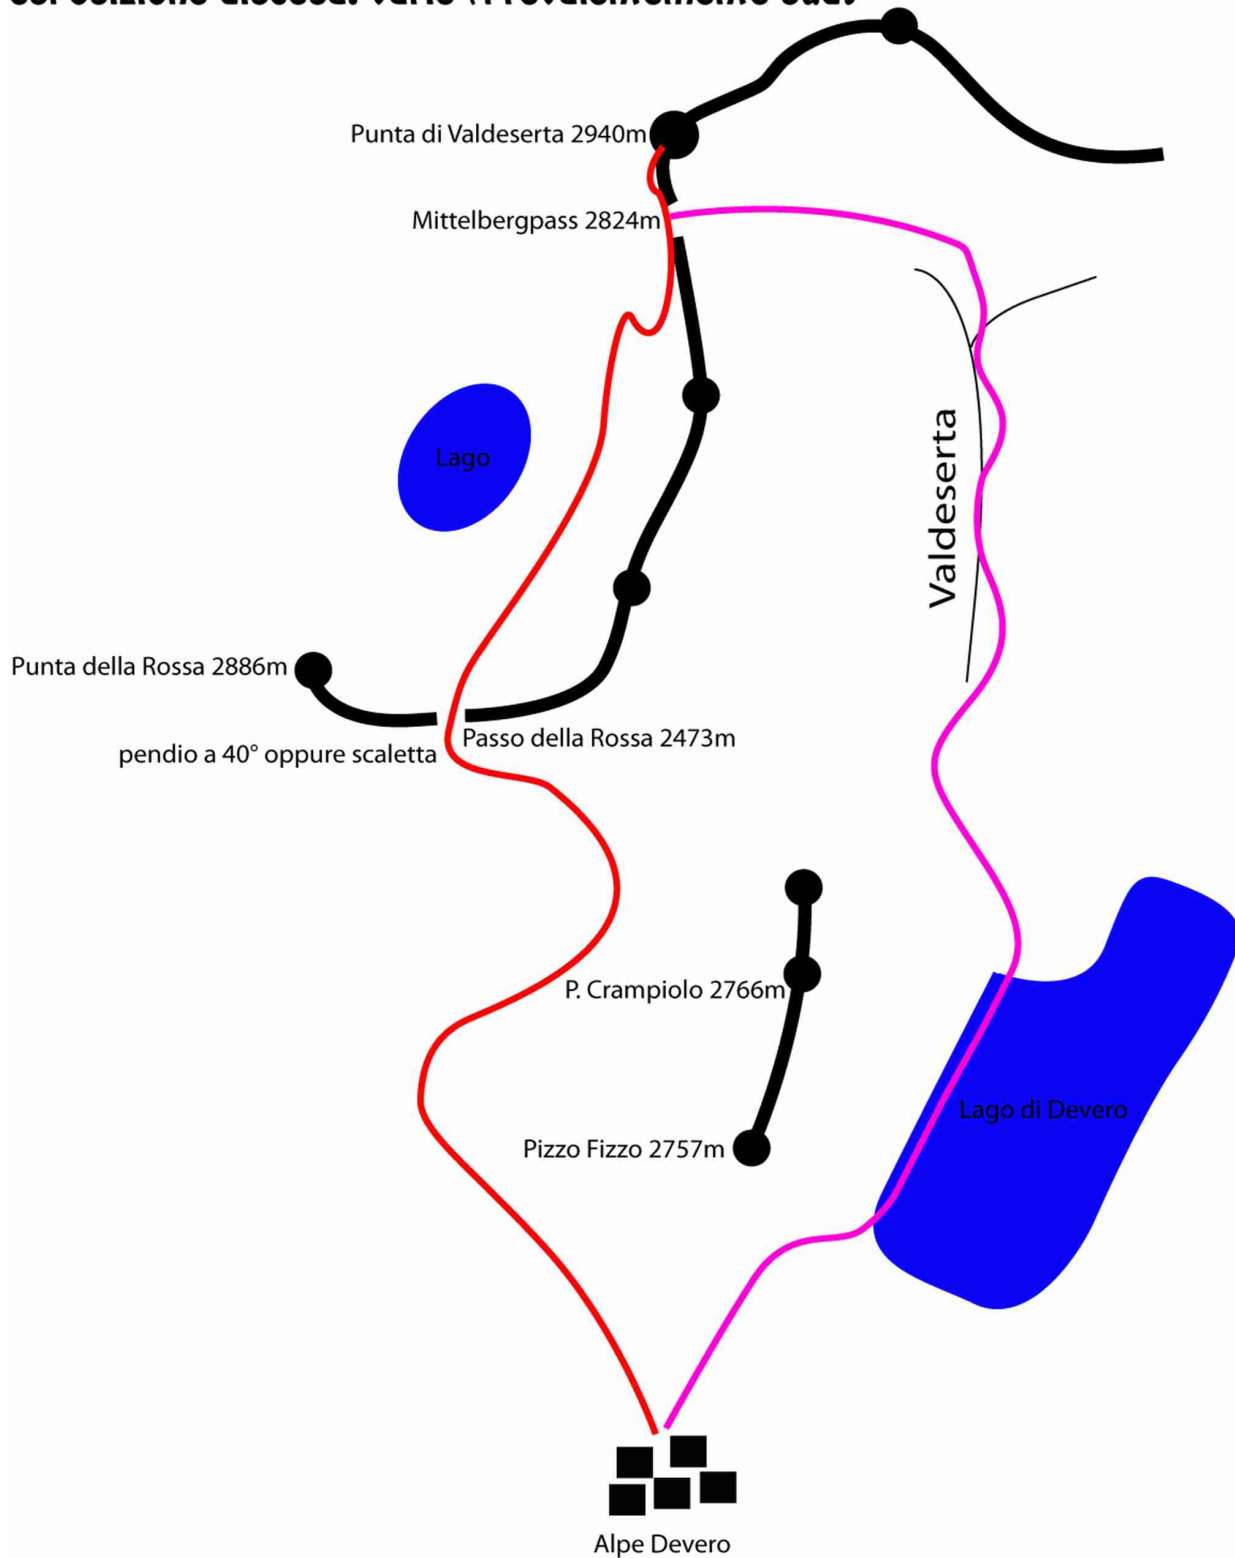 Punta di Valdeserta 2940m
Mittelbergpass 2824m
Lago
Valdeserta
Punta della Rossa 2886m
Passo della Rossa 2473m
pendio a 40° oppure scaletta
P. Crampiolo 2766m
Lago di Devero
Pizzo Fizzo 2757m
Alpe Devero